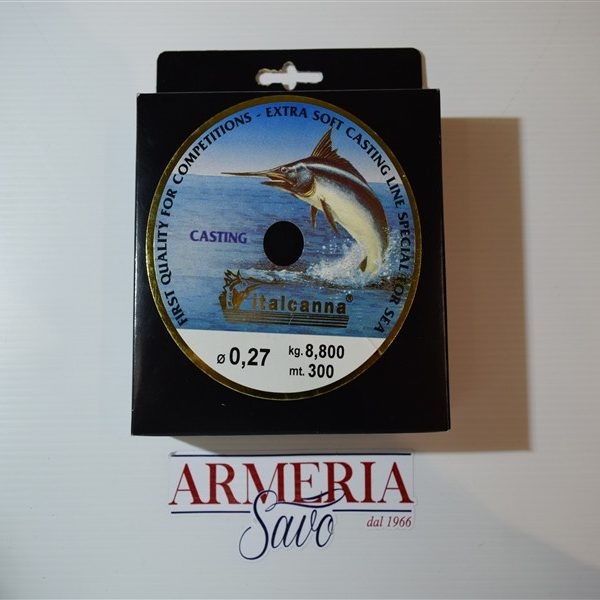 FIRST QUALITY FOR COMPETITIONS - EXTRA SOFT CASTING LINE SPECIAL FOR SEA
CASTING
italcanna®
ø 0,27
kg. 8,800
mt. 300
ARMERIA
Savo
dal 1966